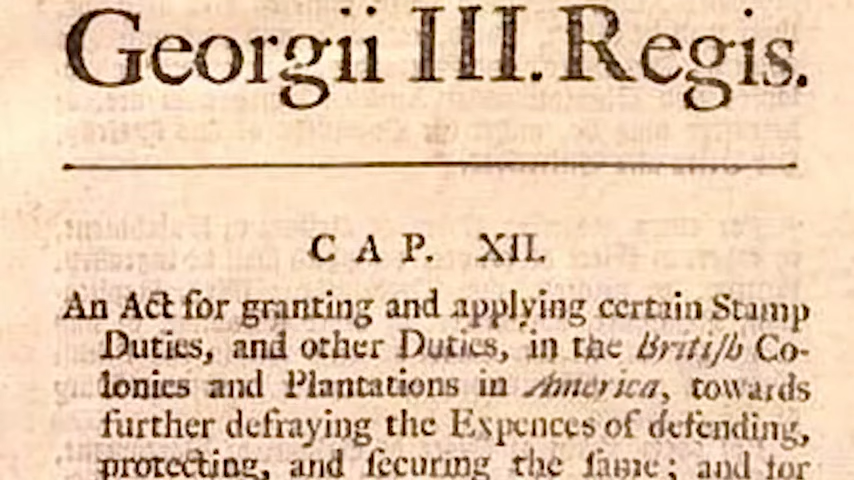 Georgii III. Regis.
C A P. XII.
An Act for granting and applying certain Stamp
Duties, and other Duties, in the Britiſh Co-
lonies and Plantations in America, towards
further defraying the Expences of defending,
protecting, and ſecuring the ſame; and for